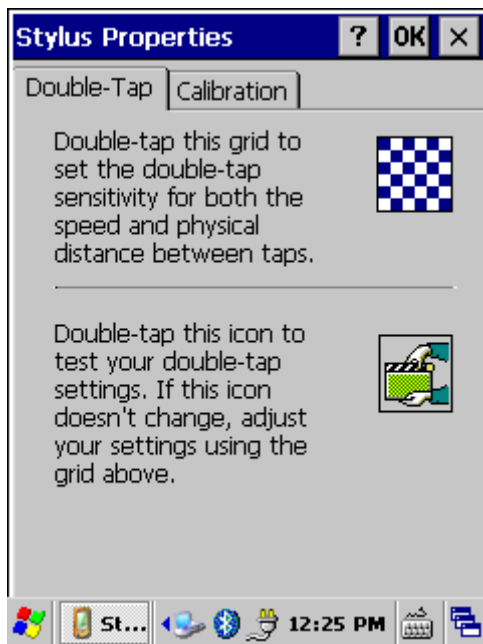 Stylus Properties ? OK ×
Double-Tap Calibration
Double-tap this grid to
set the double-tap
sensitivity for both the
speed and physical
distance between taps.
Double-tap this icon to
test your double-tap
settings. If this icon
doesn't change, adjust
your settings using the
grid above.
St... 12:25 PM